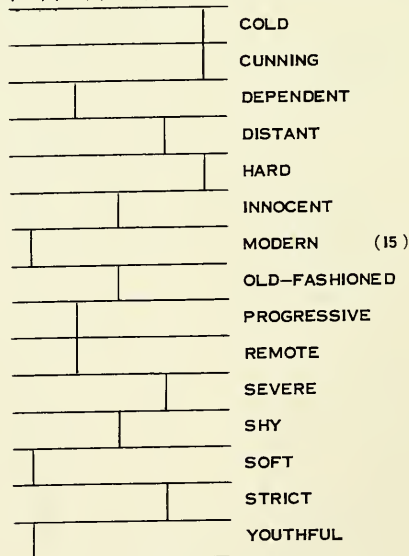 COLD
CUNNING
DEPENDENT
DISTANT
HARD
INNOCENT
MODERN (15)
OLD–FASHIONED
PROGRESSIVE
REMOTE
SEVERE
SHY
SOFT
STRICT
YOUTHFUL